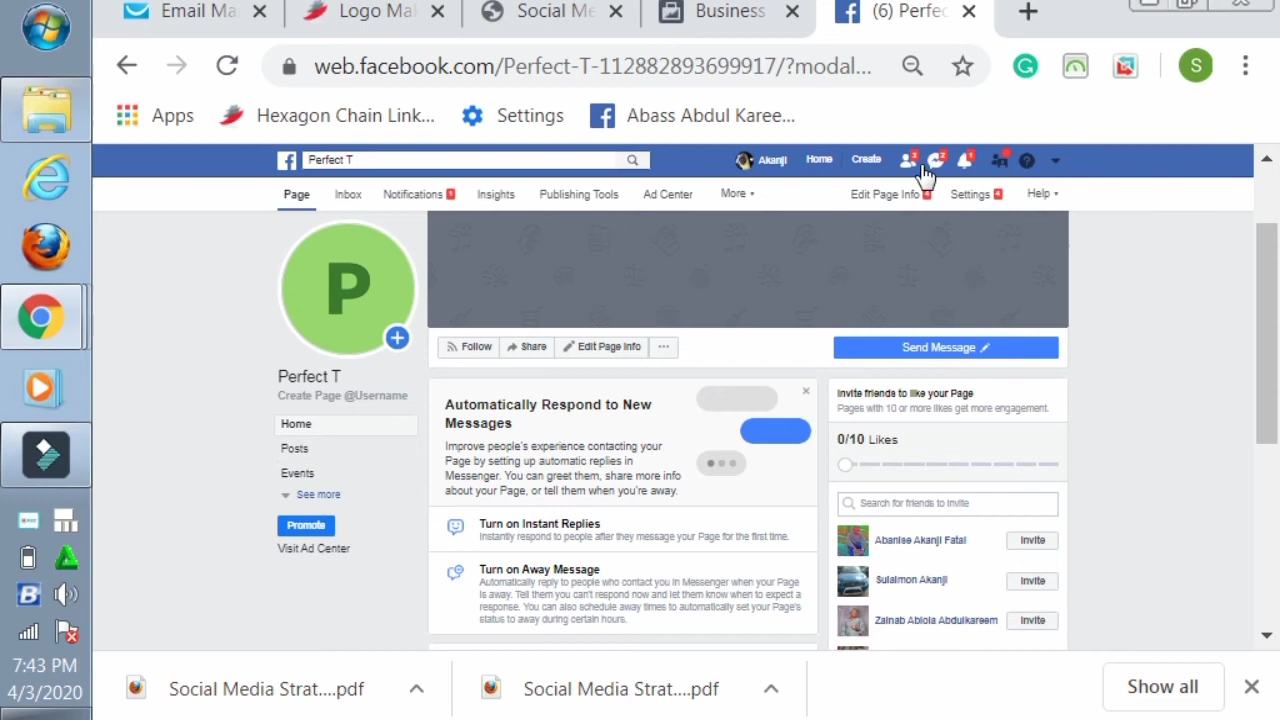 Email Ma
Logo Mak
Social Me
Business
(6) Perfec
web.facebook.com/Perfect-T-112882893699917/?modal...
S
Apps
Hexagon Chain Link...
Settings
Abass Abdul Karee...
Perfect T
Akanji
Home
Create
3
2
1
Page
Inbox
Notifications 1
Insights
Publishing Tools
Ad Center
More
Edit Page Info 4
Settings 4
Help
P
Follow
Share
Edit Page Info
...
Send Message
Perfect T
Create Page @Username
Home
Posts
Events
See more
Promote
Visit Ad Center
Automatically Respond to New
Messages
Improve people's experience contacting your
Page by setting up automatic replies in
Messenger. You can greet them, share more info
about your Page, or tell them when you're away.
Turn on Instant Replies
Instantly respond to people after they message your Page for the first time.
Turn on Away Message
Automatically reply to people who contact you in Messenger when your Page
is away. Tell them you can't respond now and let them know when to expect a
response. You can also schedule away times to automatically set your Page's
status to away during certain hours.
Invite friends to like your Page
Pages with 10 or more likes get more engagement.
0/10 Likes
Search for friends to invite
Abanise Akanji Fatai
Invite
Sulaimon Akanji
Invite
Zainab Abiola Abdulkareem
Invite
7:43 PM
4/3/2020
Social Media Strat....pdf
Social Media Strat....pdf
Show all